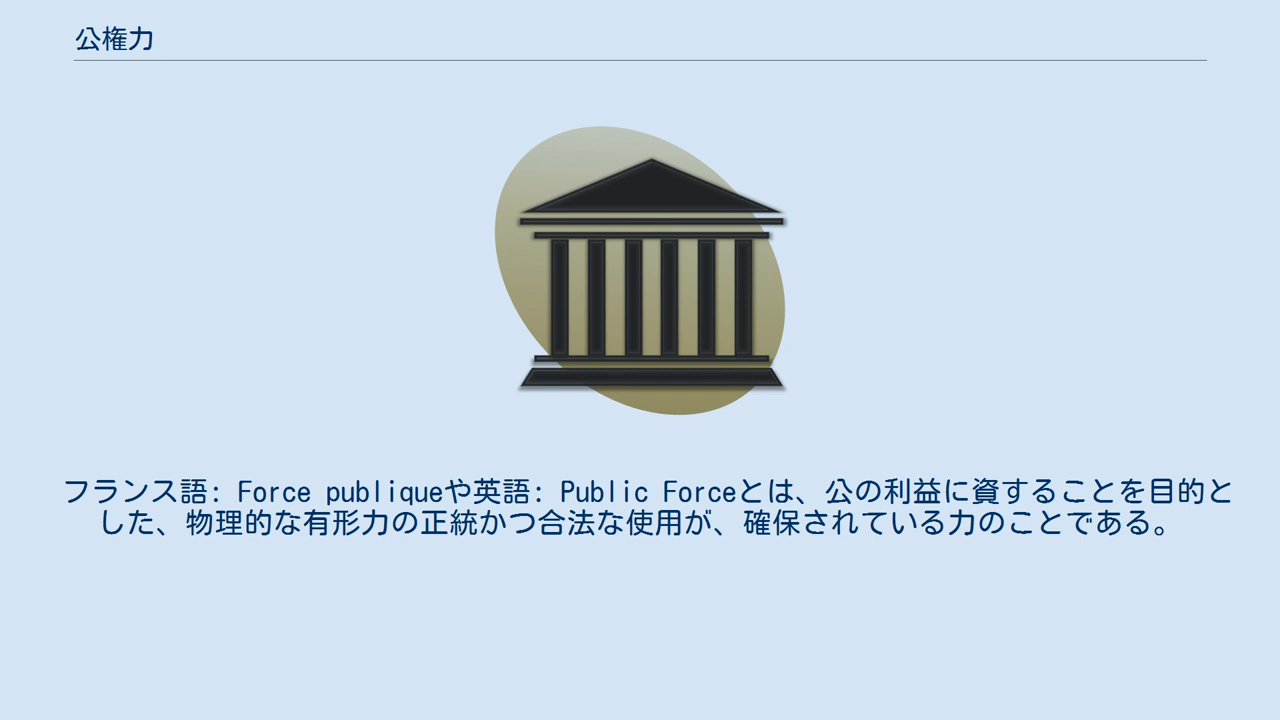 公権力
フランス語: Force publiqueや英語: Public Forceとは、公の利益に資することを目的と
した、物理的な有形力の正統かつ合法な使用が、確保されている力のことである。